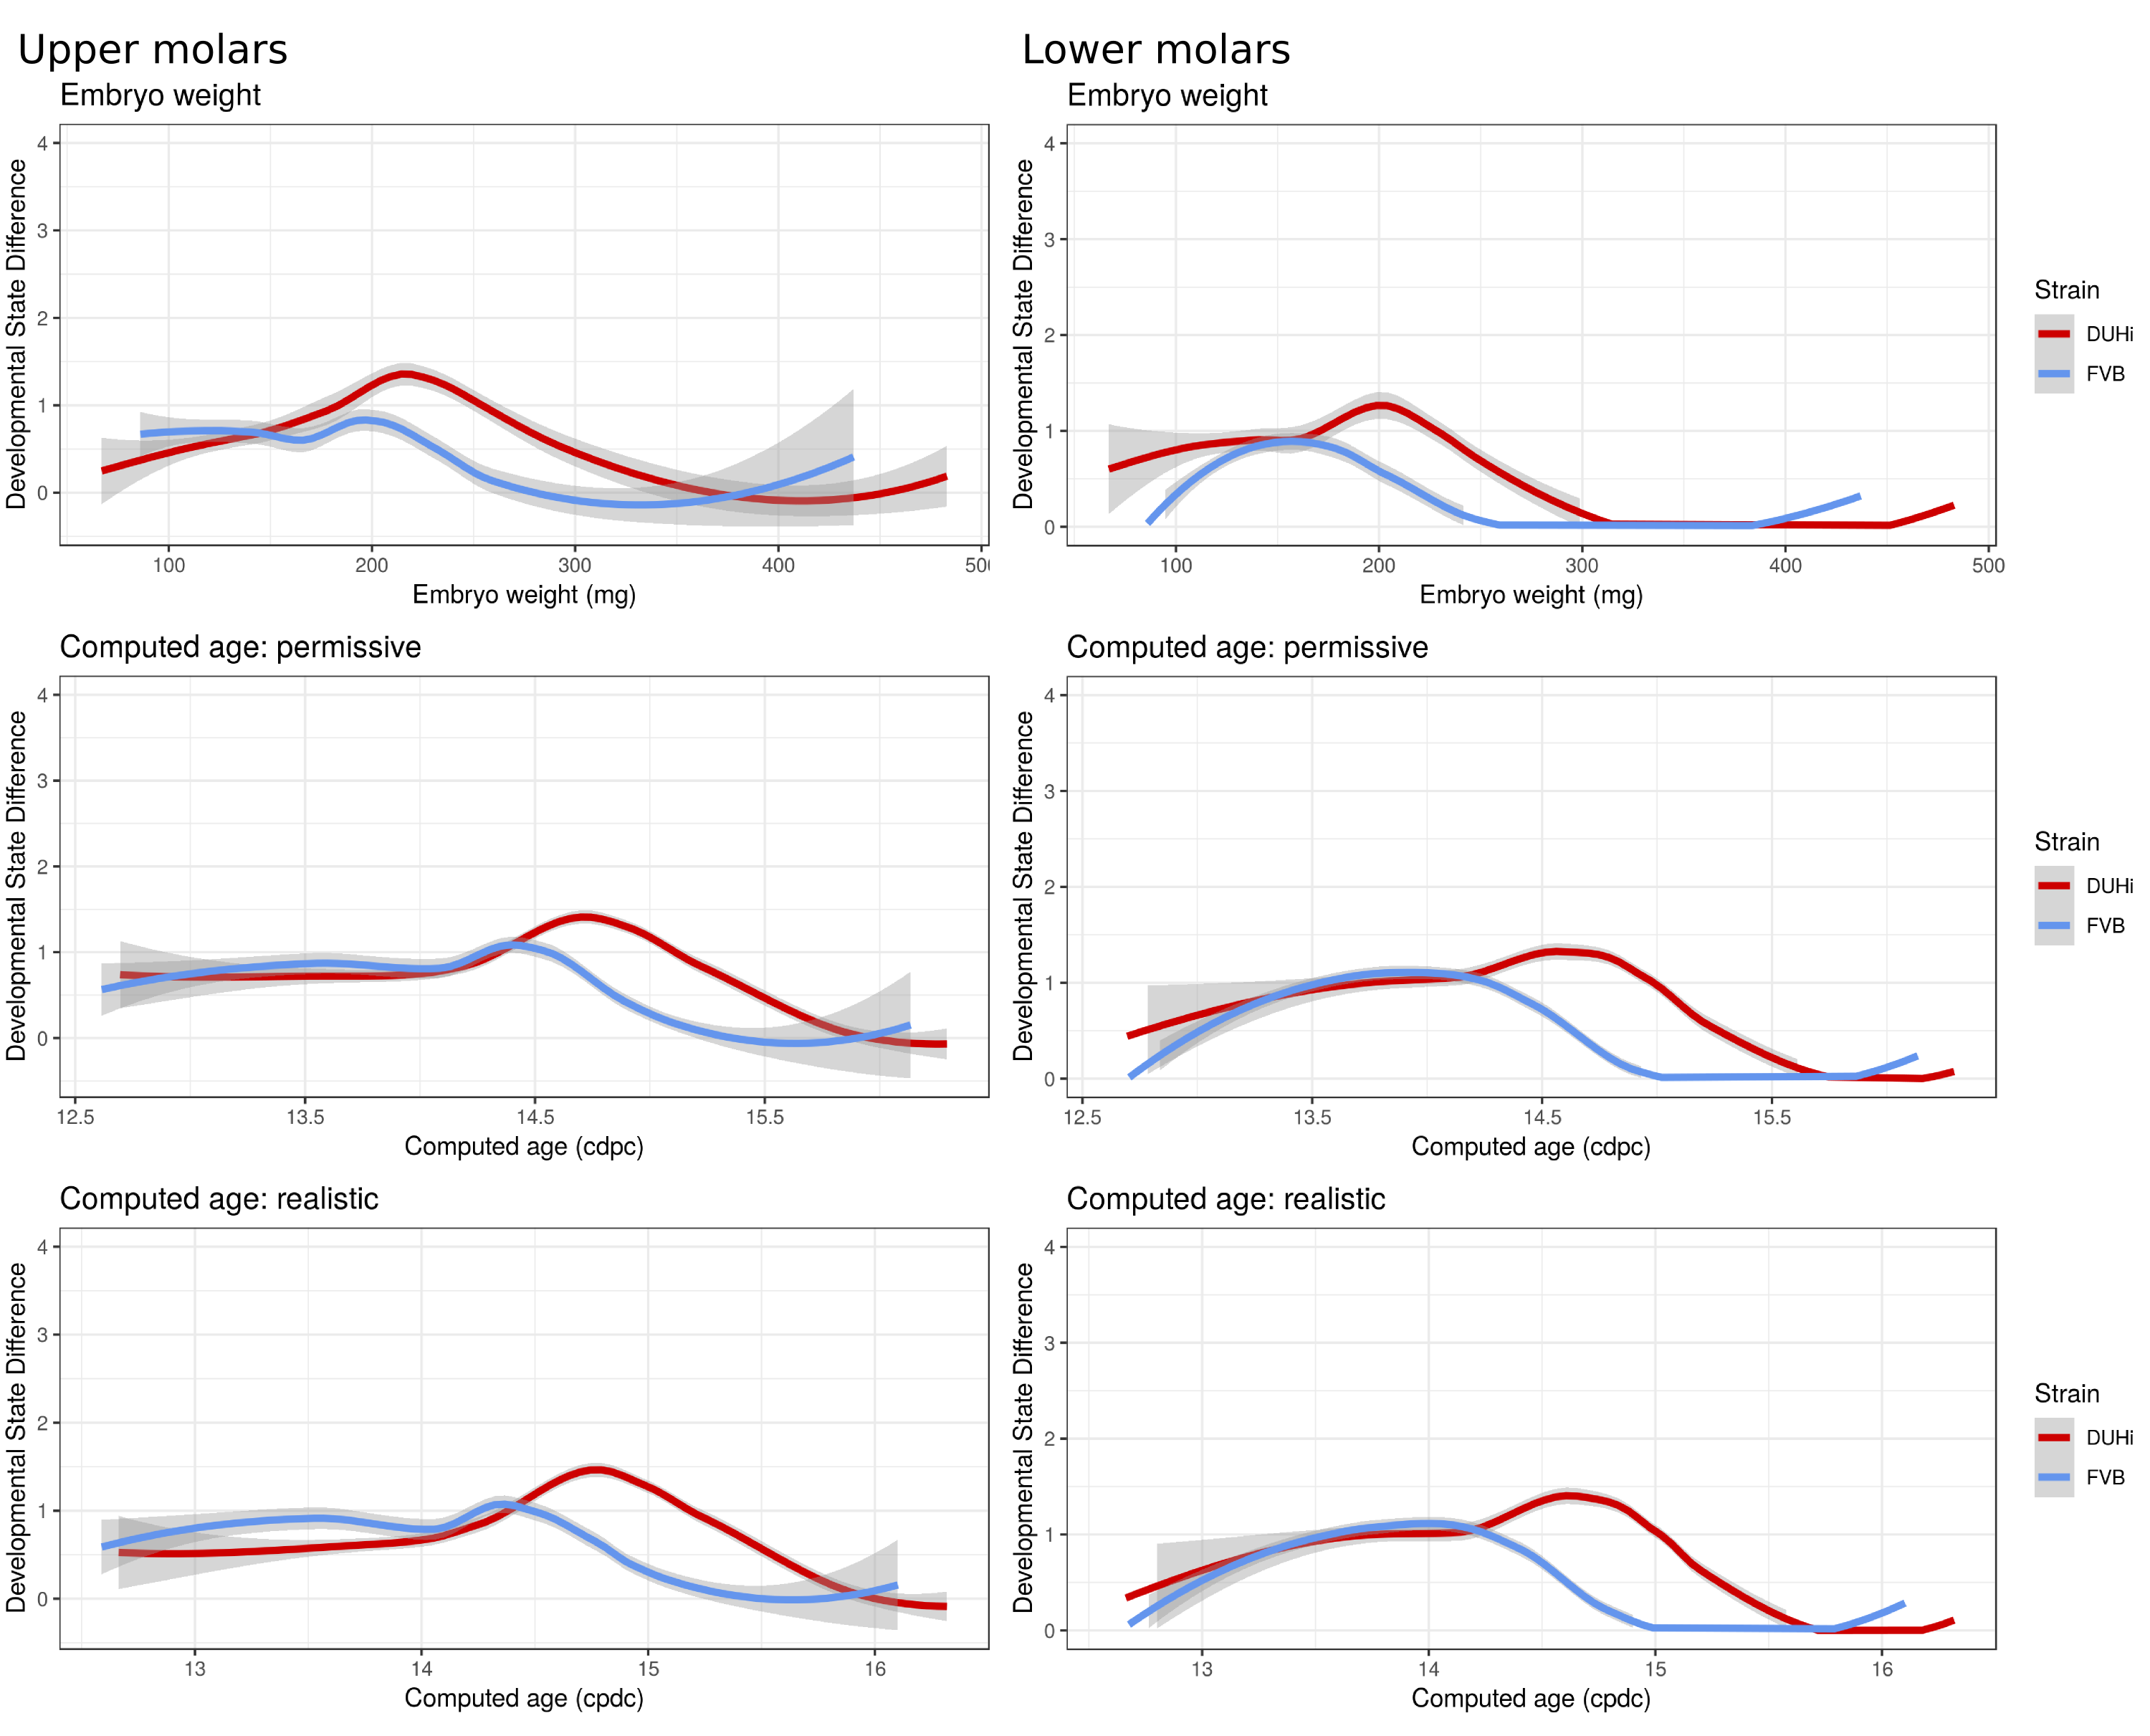 Upper molars
Lower molars
Embryo weight
Embryo weight
Developmental State Difference
4
3
2
1
0
100
200
300
400
500
Embryo weight (mg)
Developmental State Difference
4
3
2
1
0
100
200
300
400
500
Embryo weight (mg)
Strain
DUHi
FVB
Computed age: permissive
Computed age: permissive
Developmental State Difference
4
3
2
1
0
12.5
13.5
14.5
15.5
Computed age (cdpc)
Developmental State Difference
4
3
2
1
0
12.5
13.5
14.5
15.5
Computed age (cdpc)
Strain
DUHi
FVB
Computed age: realistic
Computed age: realistic
Developmental State Difference
4
3
2
1
0
13
14
15
16
Computed age (cpdc)
Developmental State Difference
4
3
2
1
0
13
14
15
16
Computed age (cpdc)
Strain
DUHi
FVB